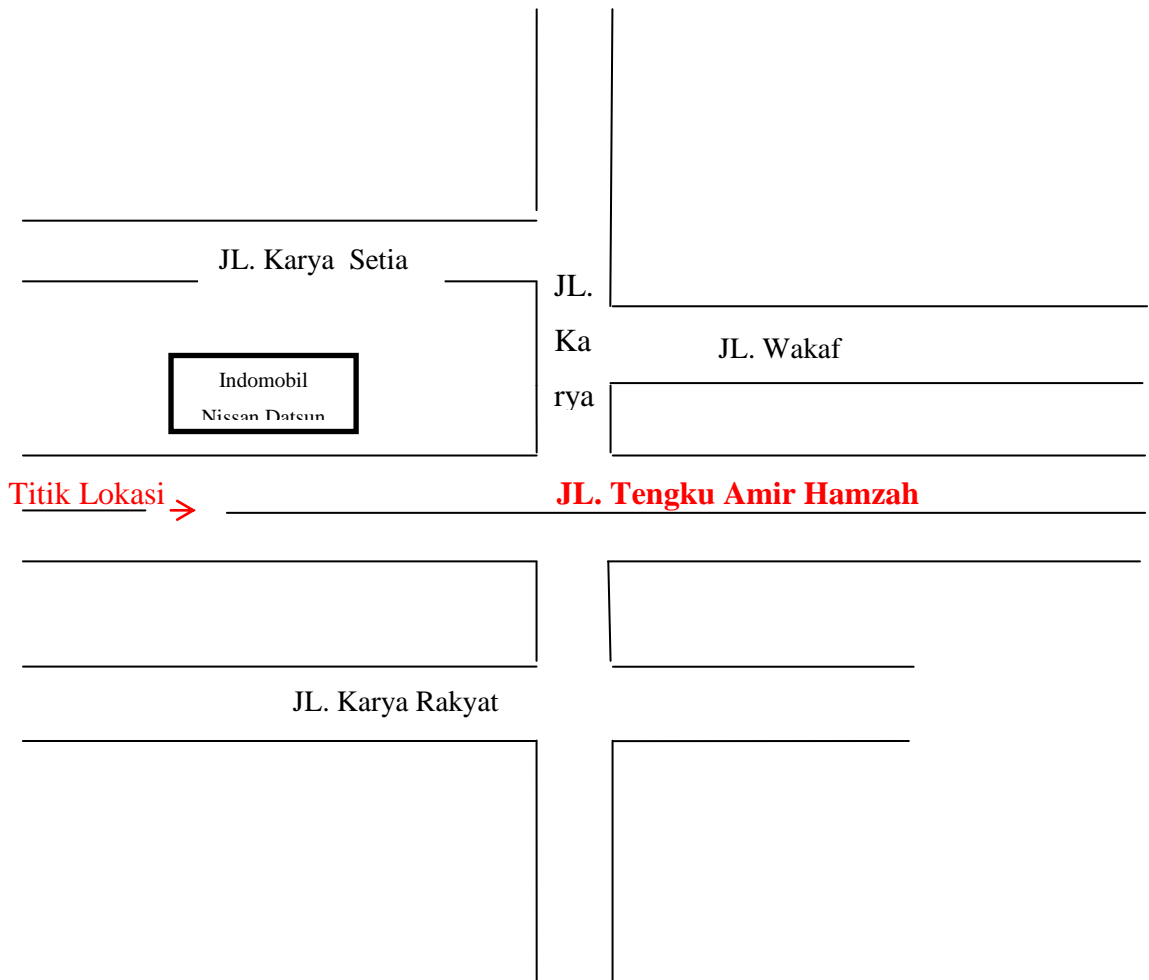 JL. Karya Setia
JL.
Ka
rya
JL. Wakaf
Indomobil
Nissan Datsun
Titik Lokasi
JL. Tengku Amir Hamzah
JL. Karya Rakyat